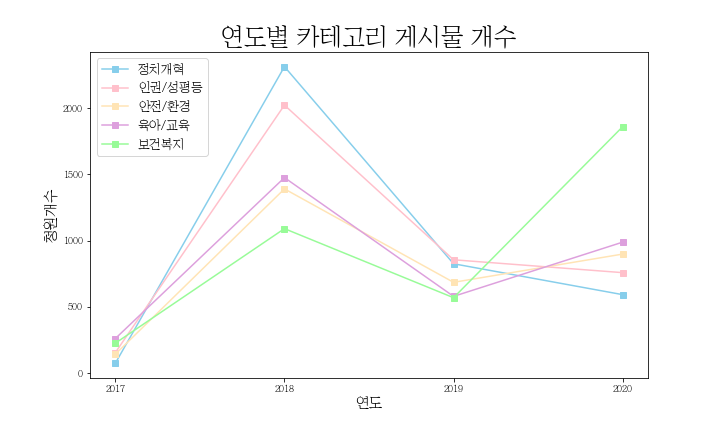 연도별 카테고리 게시물 개수
정치개혁
인권/성평등
안전/환경
육아/교육
보건복지
청원개수
2000
1500
1000
500
0
2017
2018
2019
2020
연도